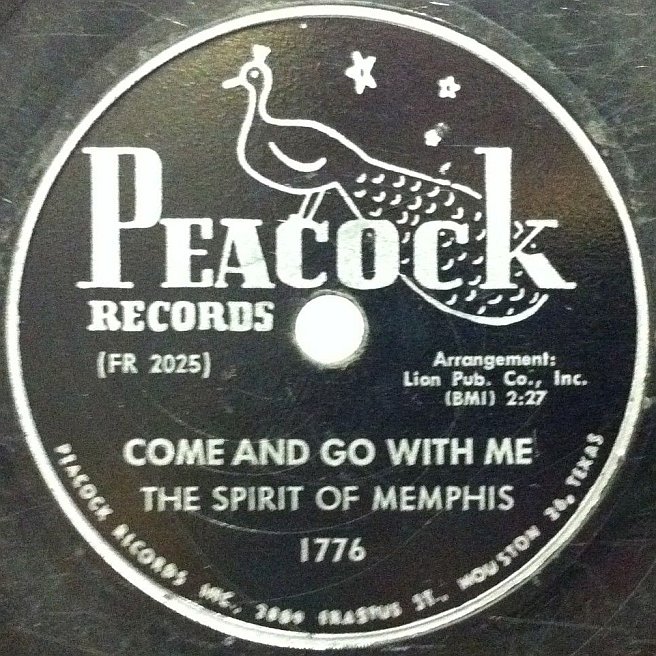 PEACOCK
RECORDS
(FR 2025)
Arrangement:
Lion Pub. Co., Inc.
(BMI) 2:27
COME AND GO WITH ME
THE SPIRIT OF MEMPHIS
1776
PEACOCK RECORDS INC., 2809 ERASTUS ST., HOUSTON 26, TEXAS